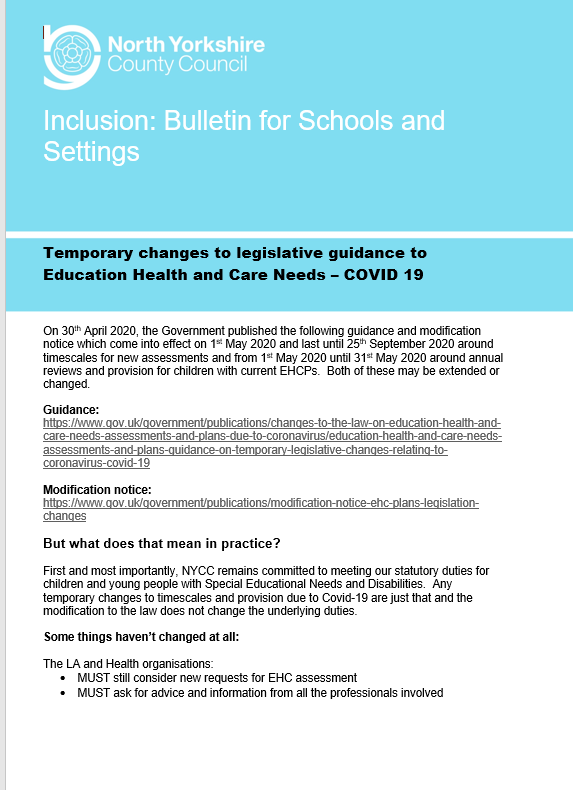 North Yorkshire
County Council
Inclusion: Bulletin for Schools and
Settings
Temporary changes to legislative guidance to
Education Health and Care Needs – COVID 19
On 30th April 2020, the Government published the following guidance and modification
notice which come into effect on 1st May 2020 and last until 25th September 2020 around
timescales for new assessments and from 1st May 2020 until 31st May 2020 around annual
reviews and provision for children with current EHCPs.  Both of these may be extended or
changed.
Guidance:
https://www.gov.uk/government/publications/changes-to-the-law-on-education-health-and-
care-needs-assessments-and-plans-due-to-coronavirus/education-health-and-care-needs-
assessments-and-plans-guidance-on-temporary-legislative-changes-relating-to-
coronavirus-covid-19
Modification notice:
https://www.gov.uk/government/publications/modification-notice-ehc-plans-legislation-
changes
But what does that mean in practice?
First and most importantly, NYCC remains committed to meeting our statutory duties for
children and young people with Special Educational Needs and Disabilities.  Any
temporary changes to timescales and provision due to Covid-19 are just that and the
modification to the law does not change the underlying duties.
Some things haven't changed at all:
The LA and Health organisations:
• MUST still consider new requests for EHC assessment
• MUST ask for advice and information from all the professionals involved